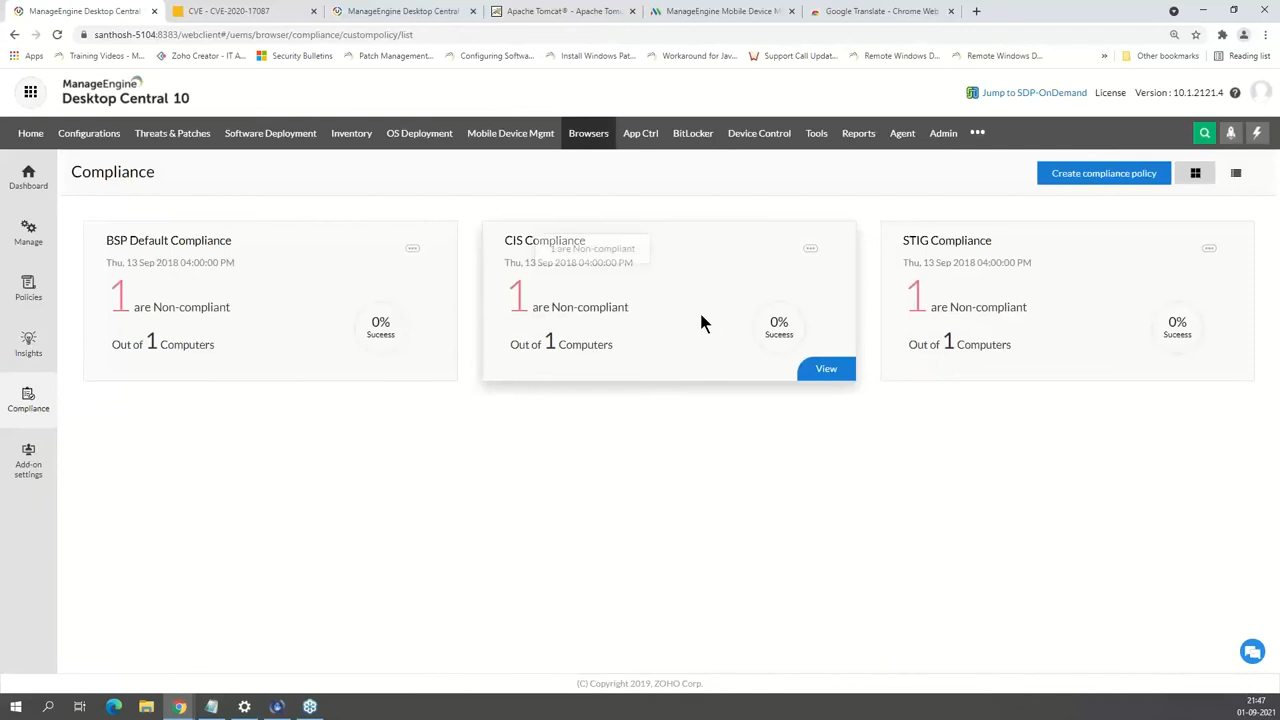 ManageEngine Desktop Central
CVE - CVE-2020-17087
ManageEngine Desktop Central
Apache Tomcat® - Apache Tom
ManageEngine Mobile Device M
Google Translate - Chrome Web
santhosh-5104:8383/webclient#/uems/browser/compliance/custompolicy/list
Apps
Training Videos - M...
Zoho Creator - IT A...
Security Bulletins
Patch Management...
Configuring Softwar...
Install Windows Pat...
Workaround for Jav...
Support Call Updat...
Remote Windows D...
Remote Windows D...
»
Other bookmarks
Reading list
ManageEngine
Desktop Central 10
Jump to SDP-OnDemand
License
Version : 10.1.2121.4
Home
Configurations
Threats & Patches
Software Deployment
Inventory
OS Deployment
Mobile Device Mgmt
Browsers
App Ctrl
BitLocker
Device Control
Tools
Reports
Agent
Admin
Dashboard
Manage
Policies
Insights
Compliance
Add-on
settings
Compliance
Create compliance policy
BSP Default Compliance
Thu, 13 Sep 2018 04:00:00 PM
1 are Non-compliant
Out of 1 Computers
0%
Sucess
CIS Compliance
1 are Non-compliant
Thu, 13 Sep 2018 04:00:00 PM
1 are Non-compliant
Out of 1 Computers
0%
Sucess
View
STIG Compliance
Thu, 13 Sep 2018 04:00:00 PM
1 are Non-compliant
Out of 1 Computers
0%
Sucess
(C) Copyright 2019, ZOHO Corp.
21:47
01-09-2021